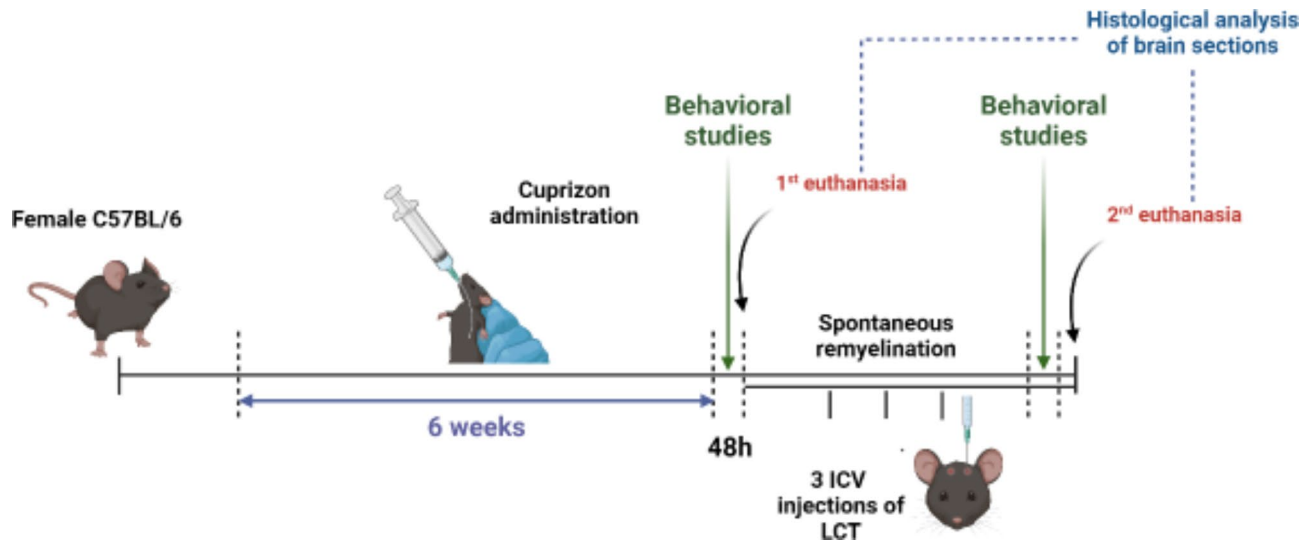 Histological analysis
of brain sections
Behavioral
studies
Behavioral
studies
1st euthanasia
Cuprizon
administration
Female C57BL/6
2nd euthanasia
Spontaneous
remyelination
6 weeks
48h
3 ICV
injections of
LCT